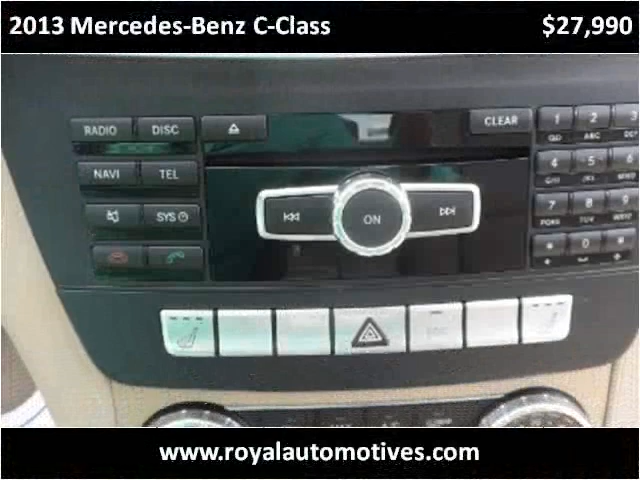 2013 Mercedes-Benz C-Class $27,990
RADIO DISC CLEAR 1 2 3
ABC
NAVI TEL 4 5 6
SYS 7 8 9
TUV
ON
* 0 #
www.royalautomotives.com